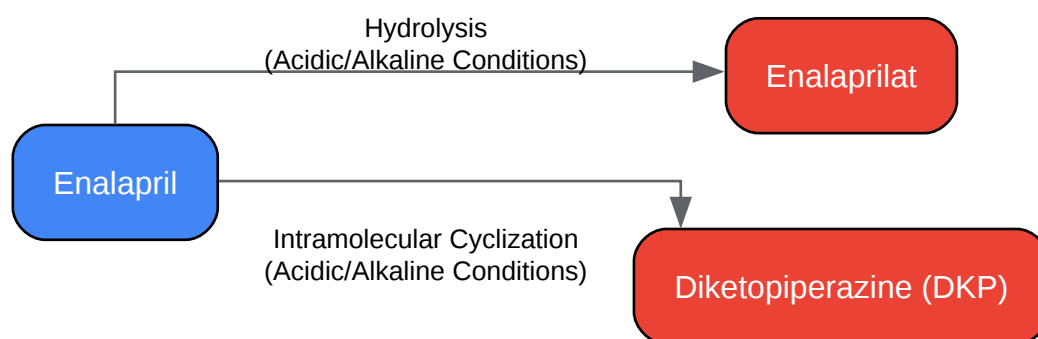 Hydrolysis
(Acidic/Alkaline Conditions)
Enalaprilat
Enalapril
Intramolecular Cyclization
(Acidic/Alkaline Conditions)
Diketopiperazine (DKP)